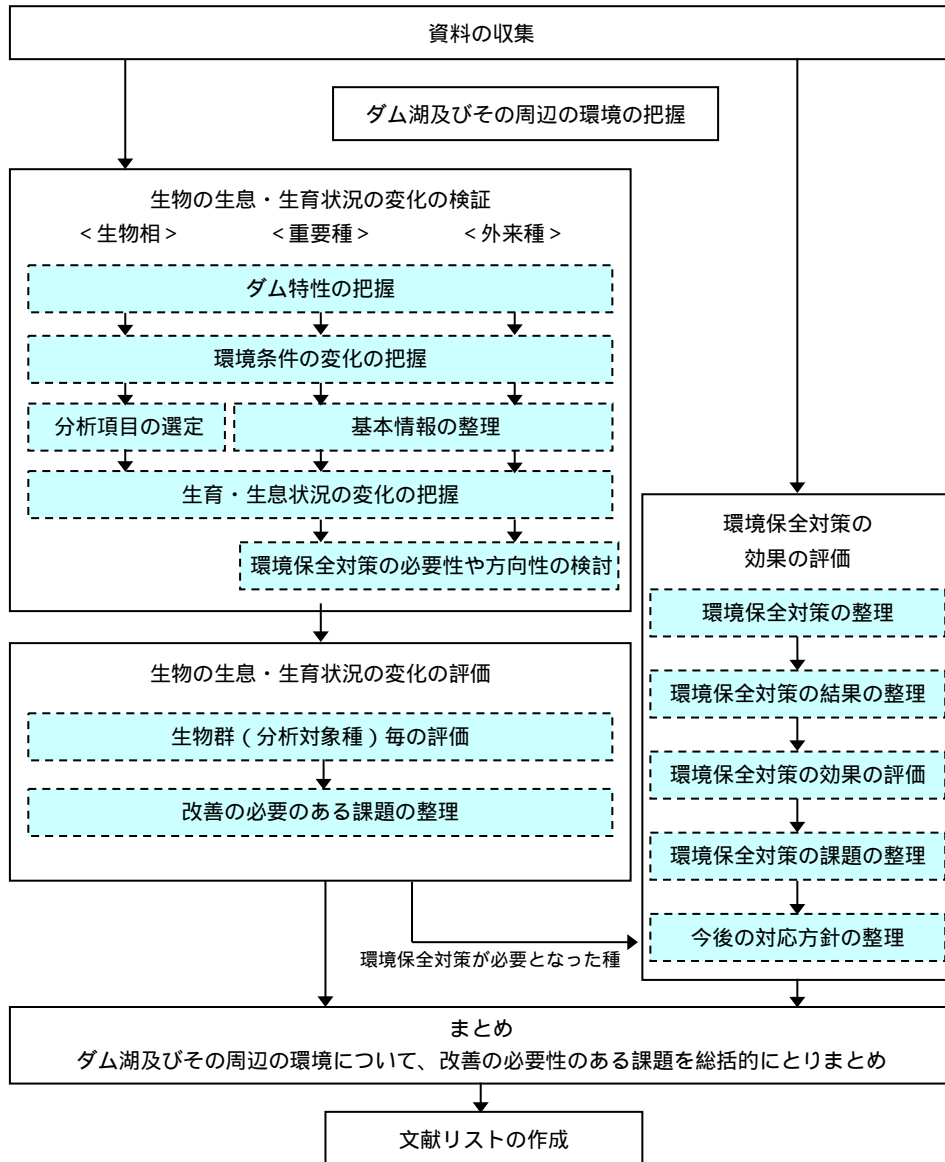 資料の収集
ダム湖及びその周辺の環境の把握
生物の生息・生育状況の変化の検証
<生物相> <重要種> <外来種>
ダム特性の把握
環境条件の変化の把握
分析項目の選定 基本情報の整理
生育・生息状況の変化の把握
環境保全対策の必要性や方向性の検討
生物の生息・生育状況の変化の評価
生物群(分析対象種)毎の評価
改善の必要のある課題の整理
環境保全対策の
効果の評価
環境保全対策の整理
環境保全対策の結果の整理
環境保全対策の効果の評価
環境保全対策の課題の整理
今後の対応方針の整理
環境保全対策が必要となった種
まとめ
ダム湖及びその周辺の環境について、改善の必要性のある課題を総括的にとりまとめ
文献リストの作成